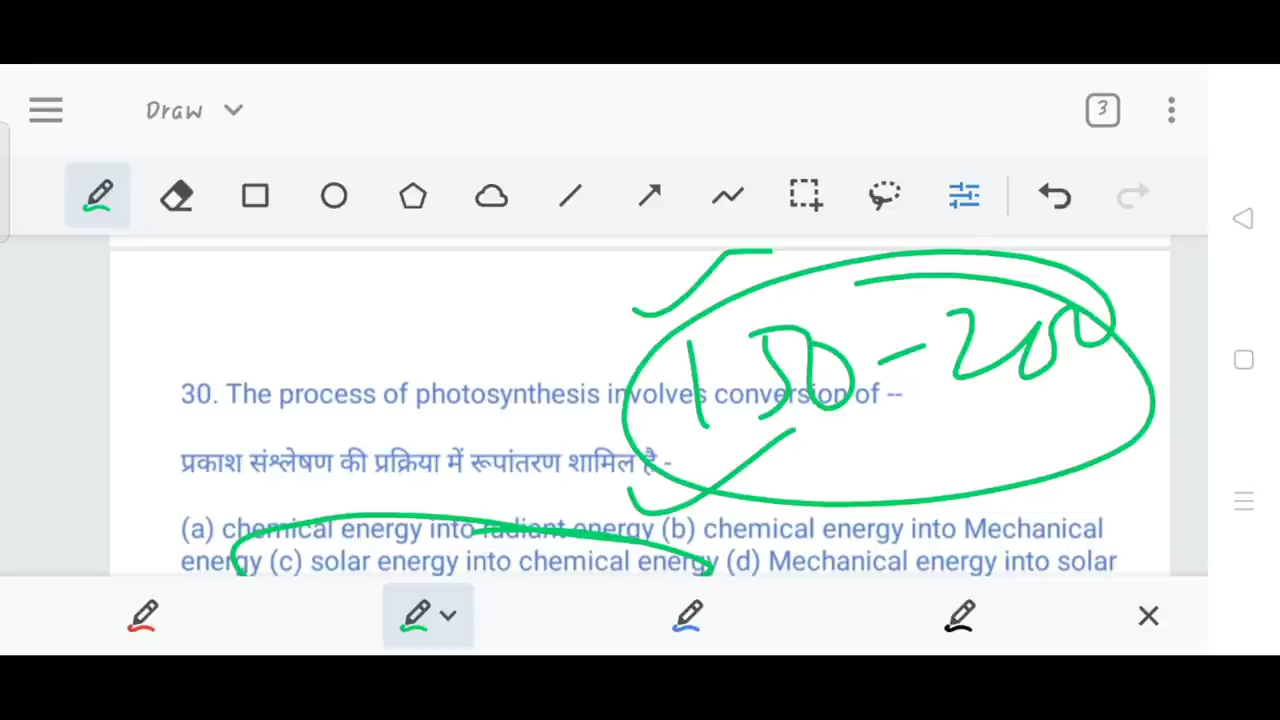 Draw
3
150-200
30. The process of photosynthesis involves conversion of --
प्रकाश संश्लेषण की प्रक्रिया में रूपांतरण शामिल है -
(a) chemical energy into radiant energy (b) chemical energy into Mechanical
energy (c) solar energy into chemical energy (d) Mechanical energy into solar